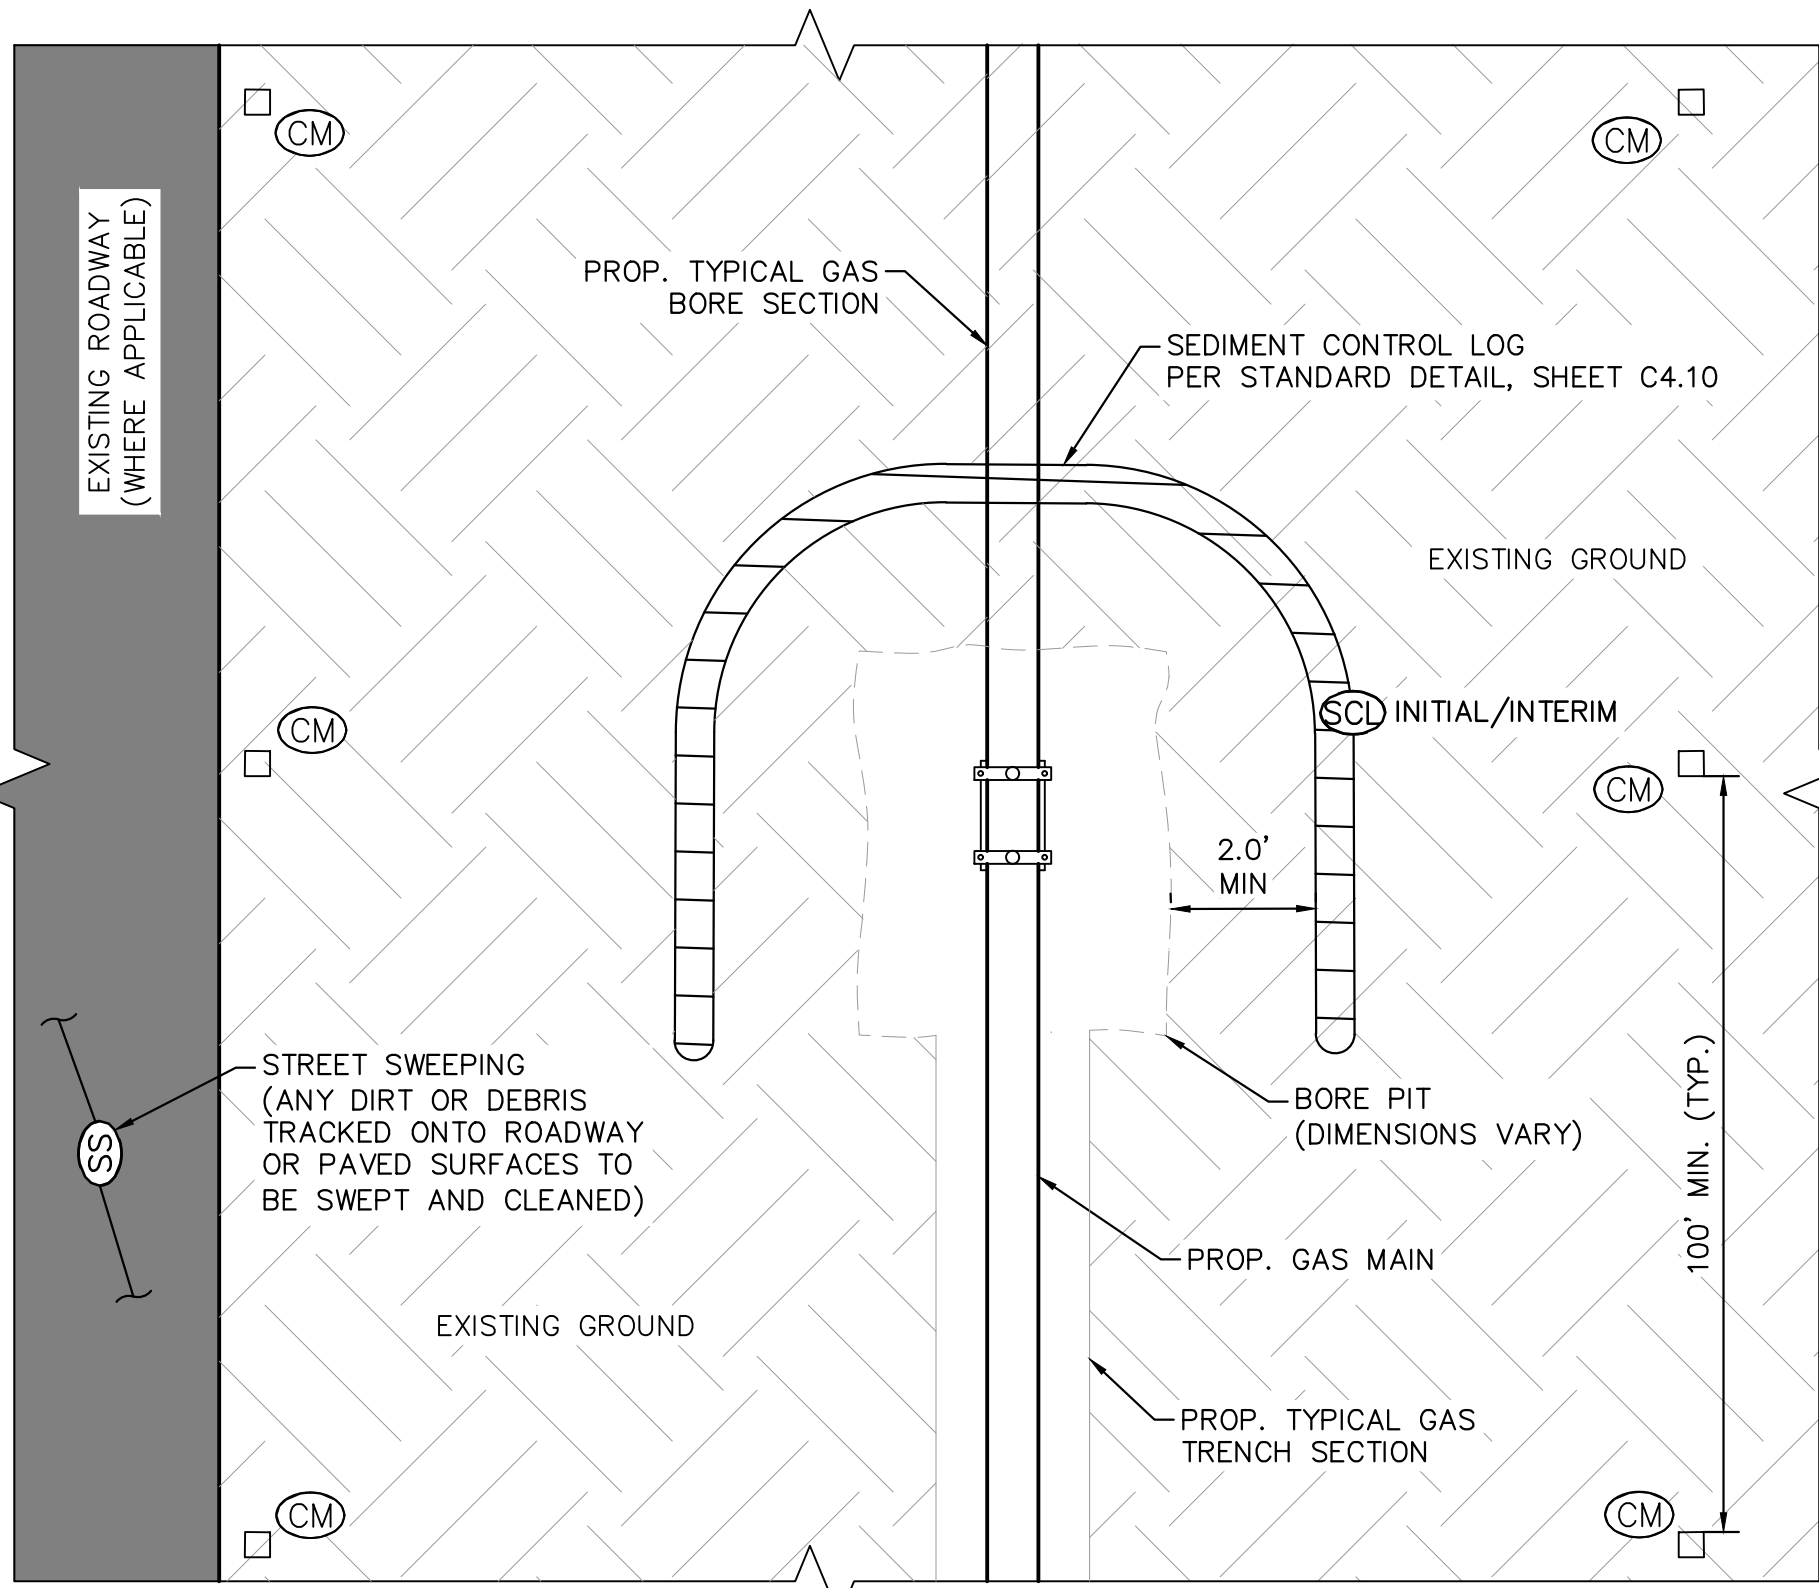 CM
CM
EXISTING ROADWAY
(WHERE APPLICABLE)
PROP. TYPICAL GAS
BORE SECTION
SEDIMENT CONTROL LOG
PER STANDARD DETAIL, SHEET C4.10
EXISTING GROUND
SCL INITIAL/INTERIM
CM
CM
2.0'
MIN
STREET SWEEPING
(ANY DIRT OR DEBRIS
TRACKED ONTO ROADWAY
OR PAVED SURFACES TO
BE SWEPT AND CLEANED)
SS
BORE PIT
(DIMENSIONS VARY)
100' MIN. (TYP.)
PROP. GAS MAIN
EXISTING GROUND
PROP. TYPICAL GAS
TRENCH SECTION
CM
CM